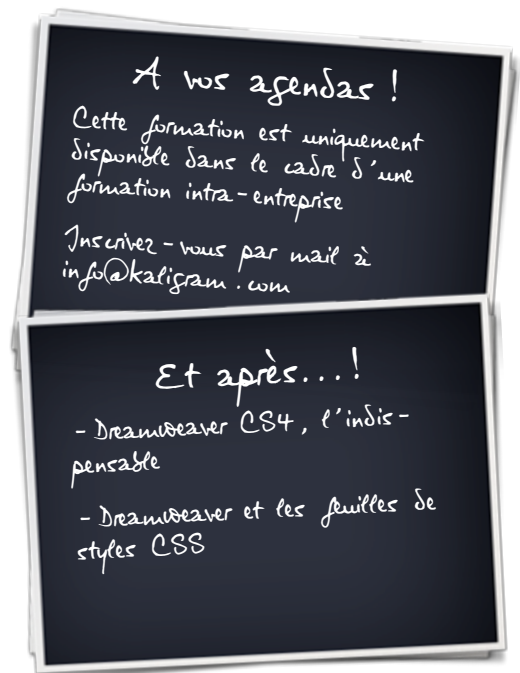 A vos agendas !
Cette formation est uniquement
disponible dans le cadre d'une
formation intra-entreprise
Inscrivez-vous par mail à
info@kaligram.com
Et après...!
- Dreamweaver CS4, l'indis-
pensable
- Dreamweaver et les feuilles de
styles CSS